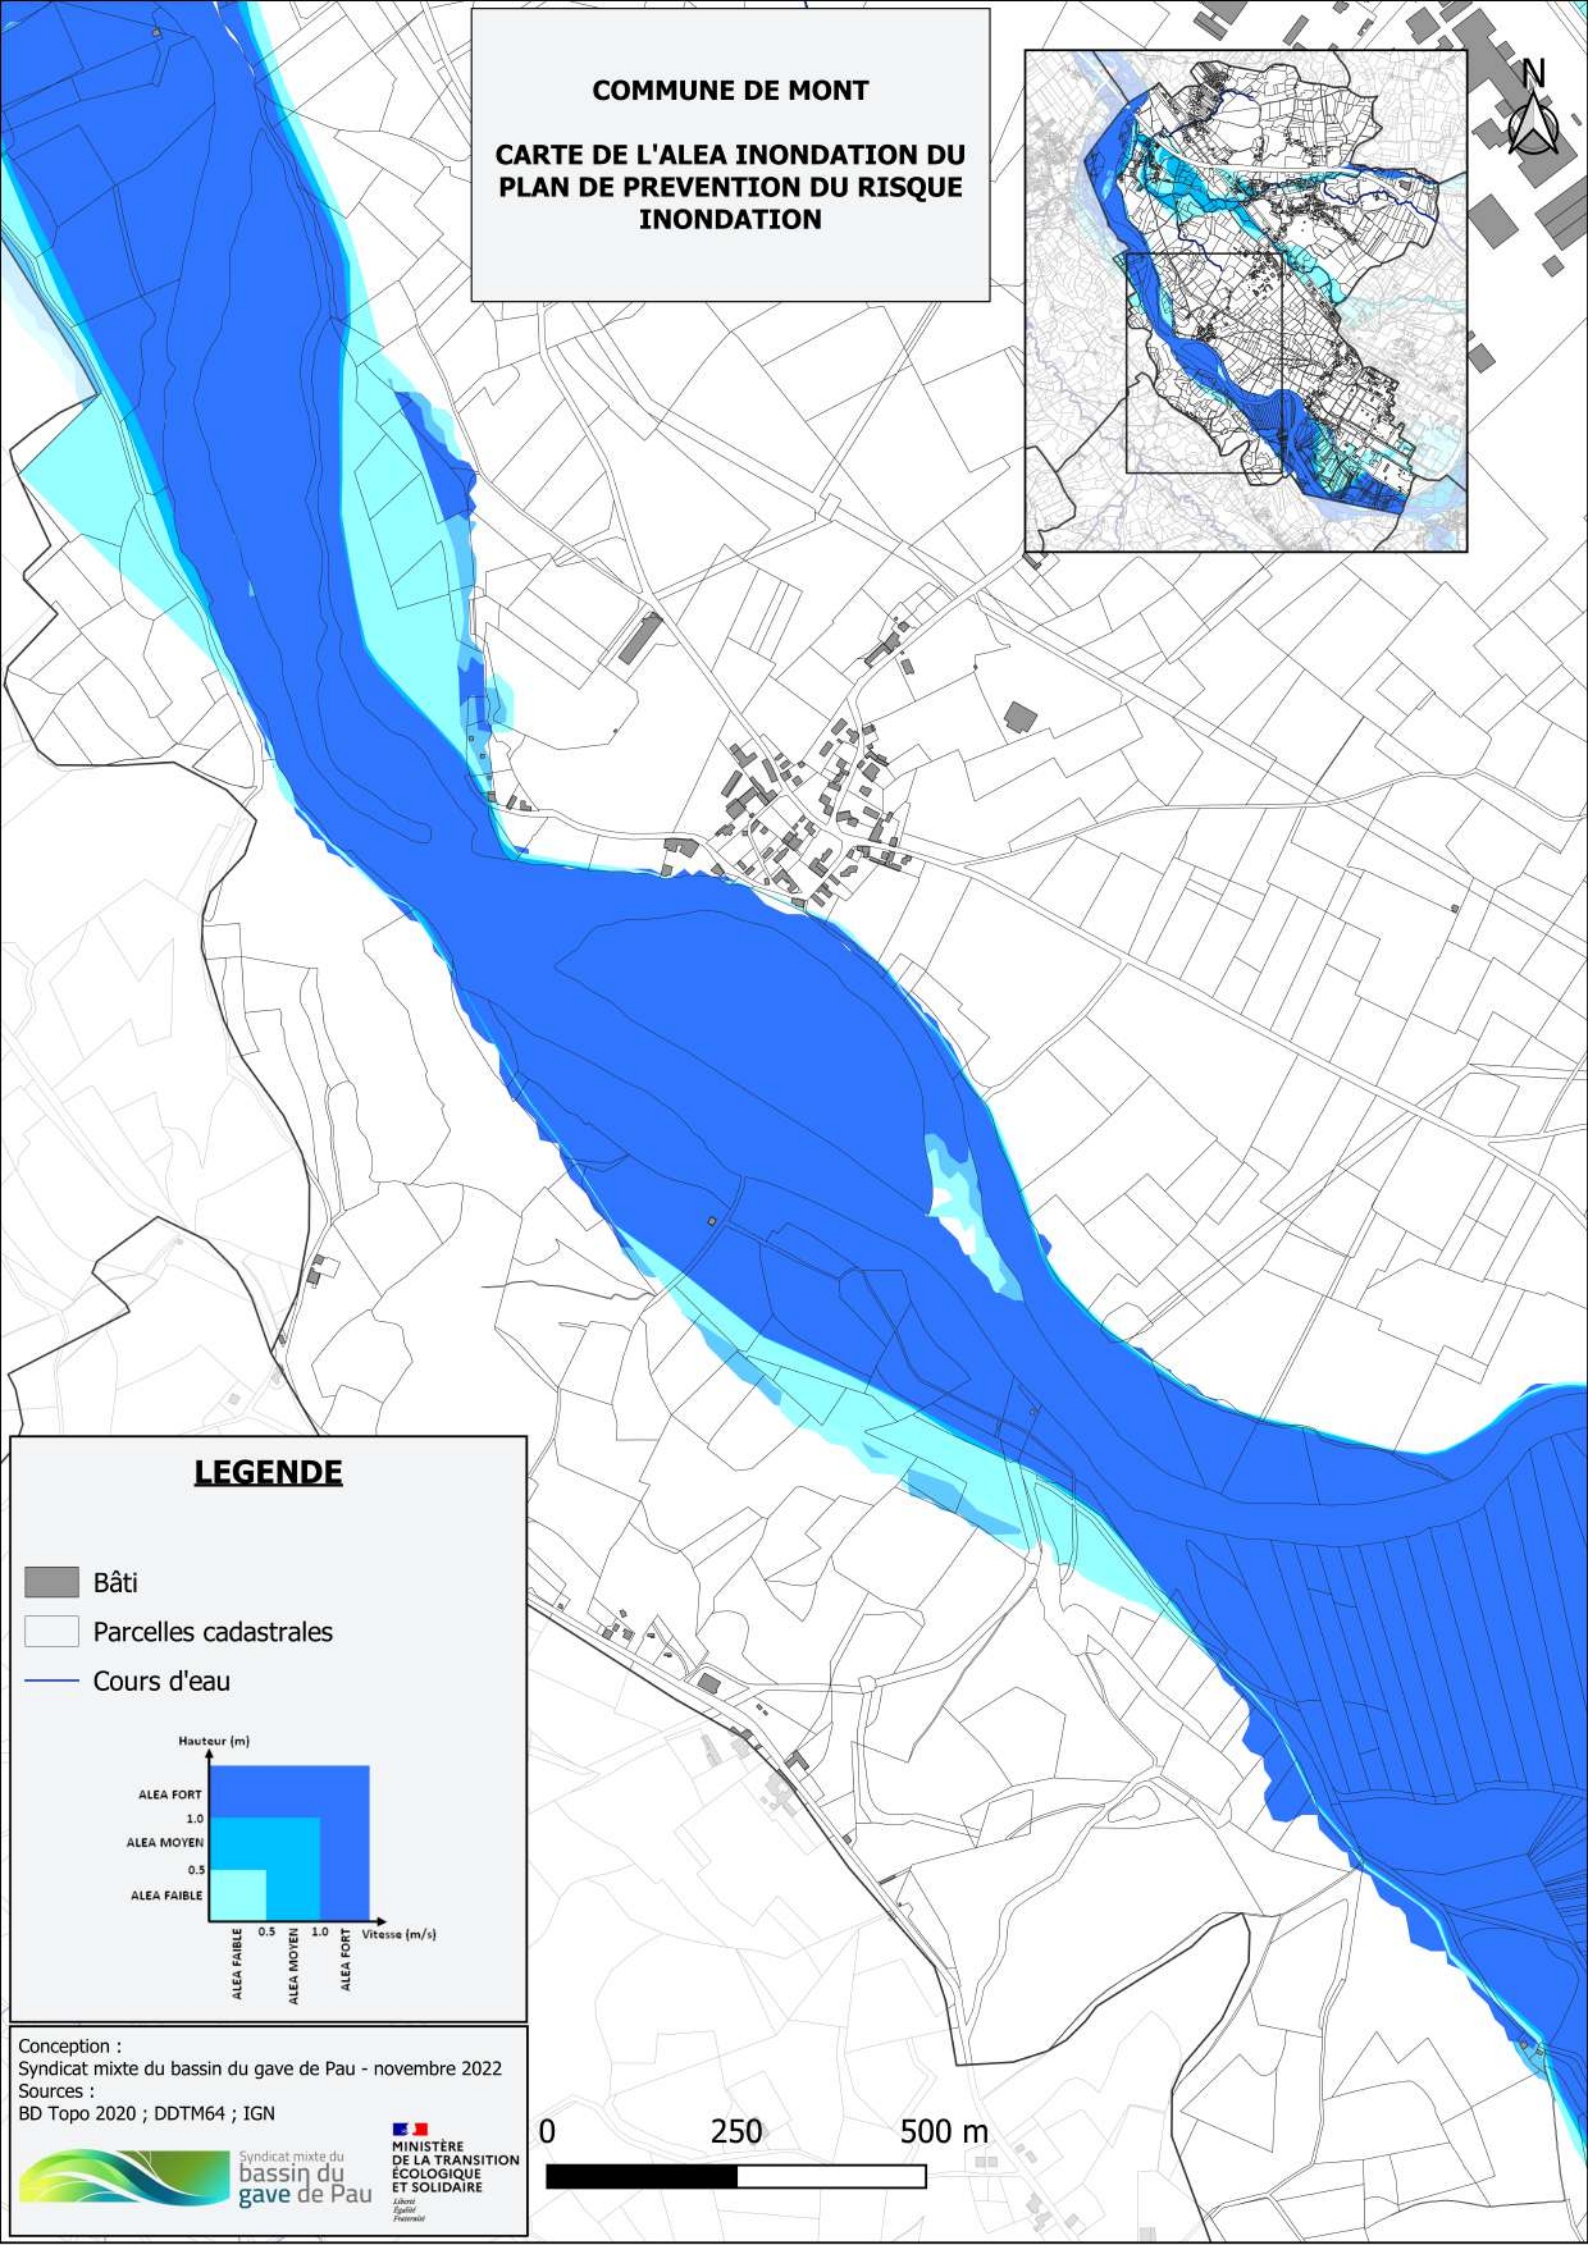 COMMUNE DE MONT
CARTE DE L'ALEA INONDATION DU
PLAN DE PREVENTION DU RISQUE
INONDATION
N
LEGENDE
Bâti
Parcelles cadastrales
Cours d'eau
Hauteur (m)
ALEA FORT
1.0
ALEA MOYEN
0.5
ALEA FAIBLE
0.5
1.0
Vitesse (m/s)
ALEA FAIBLE
ALEA MOYEN
ALEA FORT
Conception :
Syndicat mixte du bassin du gave de Pau - novembre 2022
Sources :
BD Topo 2020 ; DDTM64 ; IGN
Syndicat mixte du
bassin du
gave de Pau
MINISTÈRE
DE LA TRANSITION
ÉCOLOGIQUE
ET SOLIDAIRE
Liberté
Égalité
Fraternité
0 250 500 m